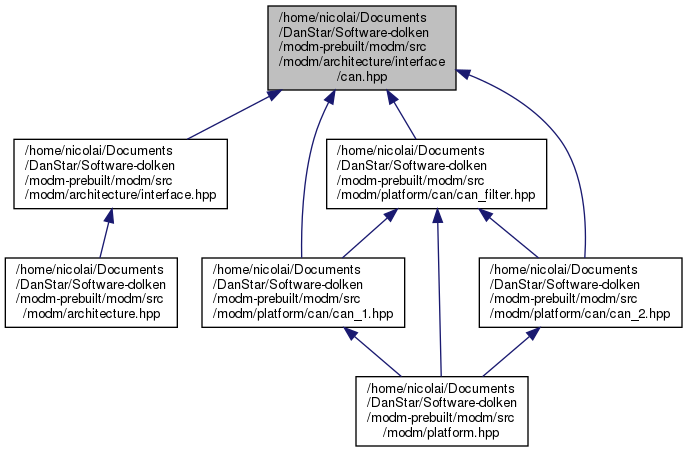 /home/nicolai/Documents
/DanStar/Software-dolken
/modm-prebuilt/modm/src
/modm/architecture/interface
/can.hpp
/home/nicolai/Documents
/DanStar/Software-dolken
/modm-prebuilt/modm/src
/modm/architecture/interface.hpp
/home/nicolai/Documents
/DanStar/Software-dolken
/modm-prebuilt/modm/src
/modm/platform/can/can_filter.hpp
/home/nicolai/Documents
/DanStar/Software-dolken
/modm-prebuilt/modm/src
/modm/architecture.hpp
/home/nicolai/Documents
/DanStar/Software-dolken
/modm-prebuilt/modm/src
/modm/platform/can/can_1.hpp
/home/nicolai/Documents
/DanStar/Software-dolken
/modm-prebuilt/modm/src
/modm/platform/can/can_2.hpp
/home/nicolai/Documents
/DanStar/Software-dolken
/modm-prebuilt/modm/src
/modm/platform.hpp